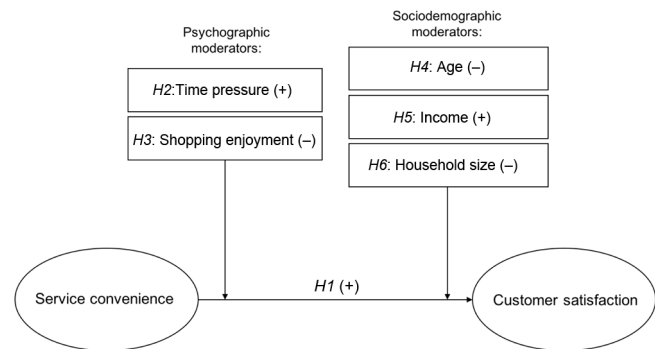 Psychographic
moderators:
H2:Time pressure (+)
H3: Shopping enjoyment (–)
Sociodemographic
moderators:
H4: Age (–)
H5: Income (+)
H6: Household size (–)
Service convenience
H1 (+)
Customer satisfaction